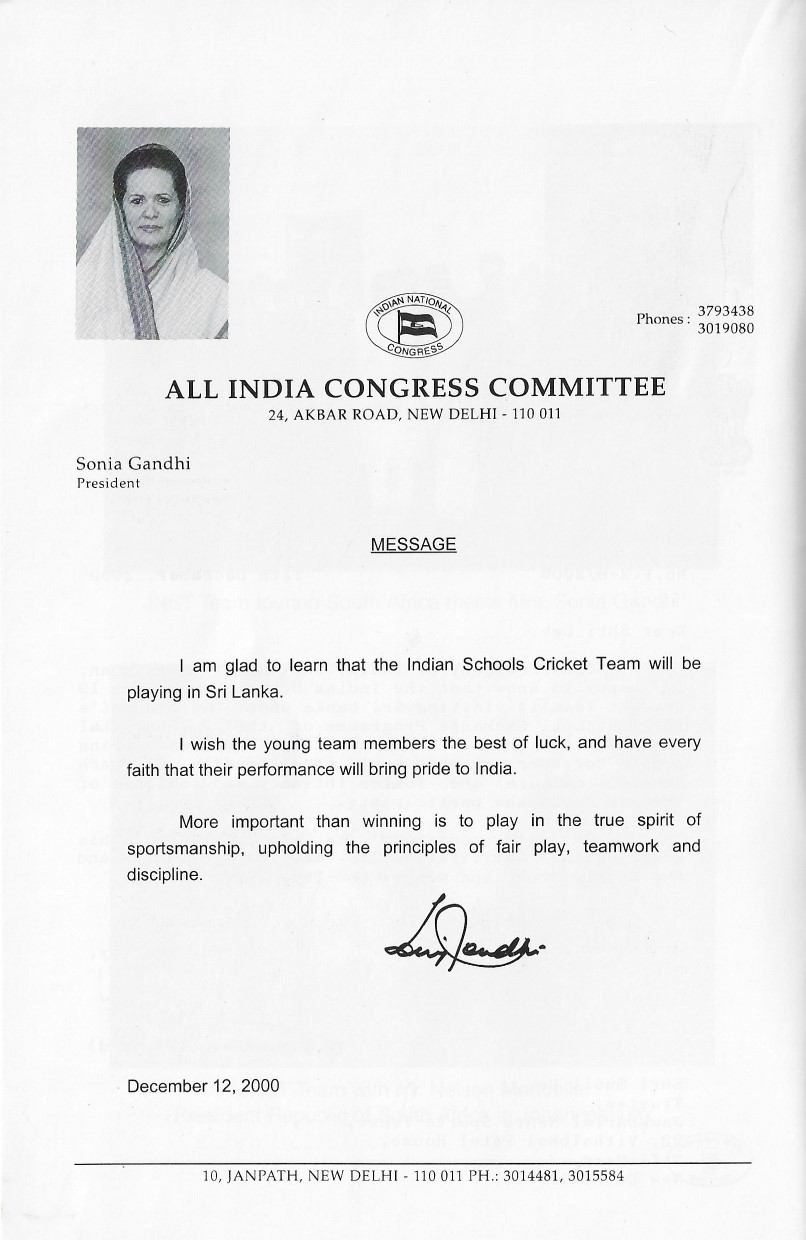 INDIAN NATIONAL
CONGRESS
Phones : 3793438
3019080
ALL INDIA CONGRESS COMMITTEE
24, AKBAR ROAD, NEW DELHI - 110 011
Sonia Gandhi
President
MESSAGE
I am glad to learn that the Indian Schools Cricket Team will be
playing in Sri Lanka.
I wish the young team members the best of luck, and have every
faith that their performance will bring pride to India.
More important than winning is to play in the true spirit of
sportsmanship, upholding the principles of fair play, teamwork and
discipline.
Sonia Gandhi
December 12, 2000
10, JANPATH, NEW DELHI - 110 011 PH.: 3014481, 3015584